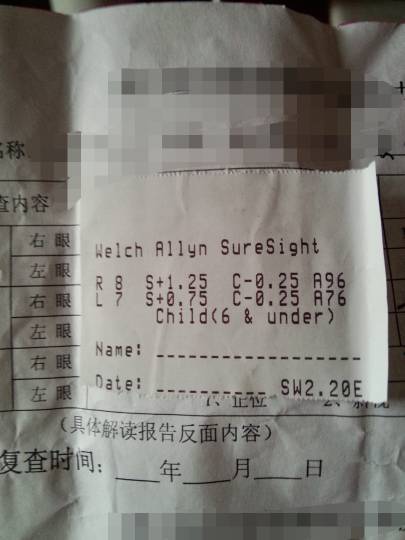 名称
查内容
右 眼
左 眼
右 眼
左 眼
右 眼
左 眼
Welch Allyn SureSight
R 8 S+1.25 C-0.25 A96
L 7 S+0.75 C-0.25 A76
Child(6 & under)
Name: __________________
Date: __________ SW2.20E
(具体解读报告反面内容)
复查时间: ___年___月___日